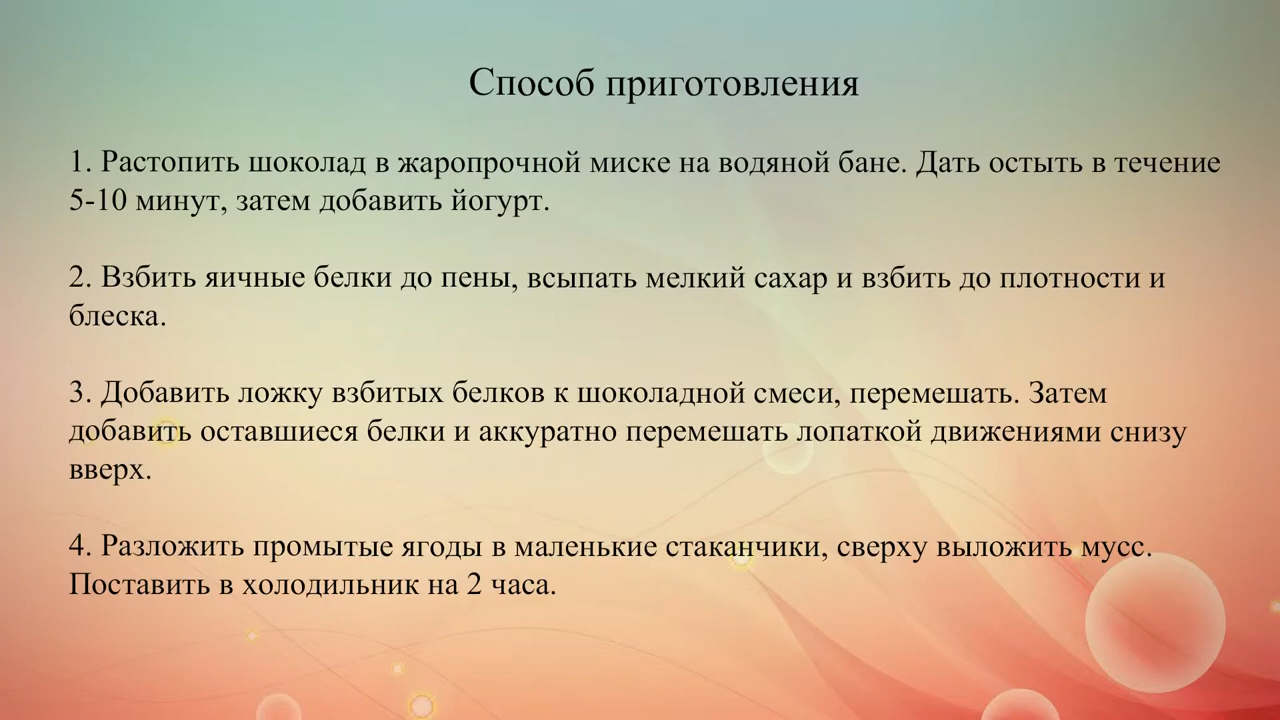 Способ приготовления
1. Растопить шоколад в жаропрочной миске на водяной бане. Дать остыть в течение
5-10 минут, затем добавить йогурт.
2. Взбить яичные белки до пены, всыпать мелкий сахар и взбить до плотности и
блеска.
3. Добавить ложку взбитых белков к шоколадной смеси, перемешать. Затем
добавить оставшиеся белки и аккуратно перемешать лопаткой движениями снизу
вверх.
4. Разложить промытые ягоды в маленькие стаканчики, сверху выложить мусс.
Поставить в холодильник на 2 часа.